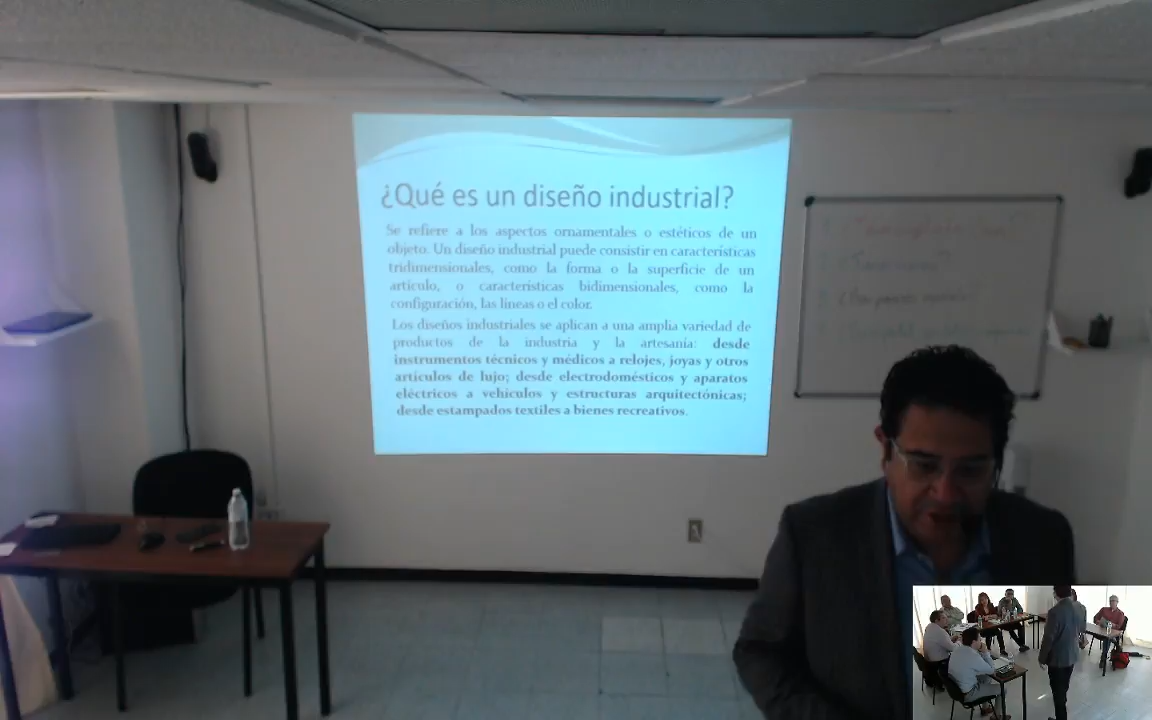 ¿Qué es un diseño industrial?
Se refiere a los aspectos ornamentales o estéticos de un
objeto. Un diseño industrial puede consistir en características
tridimensionales, como la forma o la superficie de un
artículo, o características bidimensionales, como la
configuración, las líneas o el color.
Los diseños industriales se aplican a una amplia variedad de
productos de la industria y la artesanía: desde
instrumentos técnicos y médicos a relojes, joyas y otros
artículos de lujo; desde electrodomésticos y aparatos
eléctricos a vehículos y estructuras arquitectónicas;
desde estampados textiles a bienes recreativos.